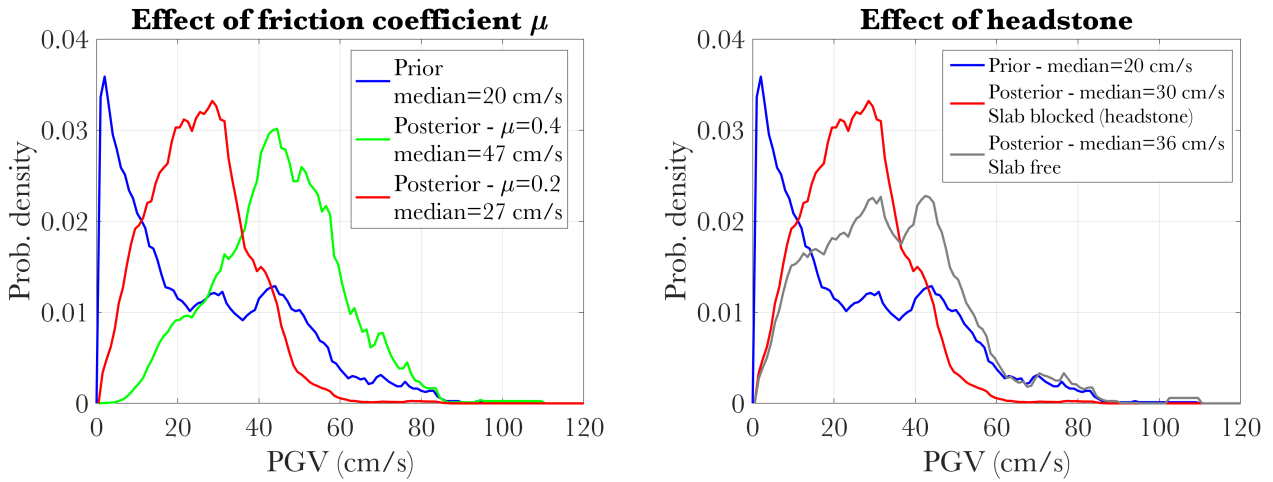 Effect of friction coefficient μ
0.04
0.03
0.02
0.01
0
Prob. density
Prior
median=20 cm/s
Posterior - μ=0.4
median=47 cm/s
Posterior - μ=0.2
median=27 cm/s
0 20 40 60 80 100 120
PGV (cm/s)
Effect of headstone
0.04
0.03
0.02
0.01
0
Prob. density
Prior - median=20 cm/s
Posterior - median=30 cm/s
Slab blocked (headstone)
Posterior - median=36 cm/s
Slab free
0 20 40 60 80 100 120
PGV (cm/s)